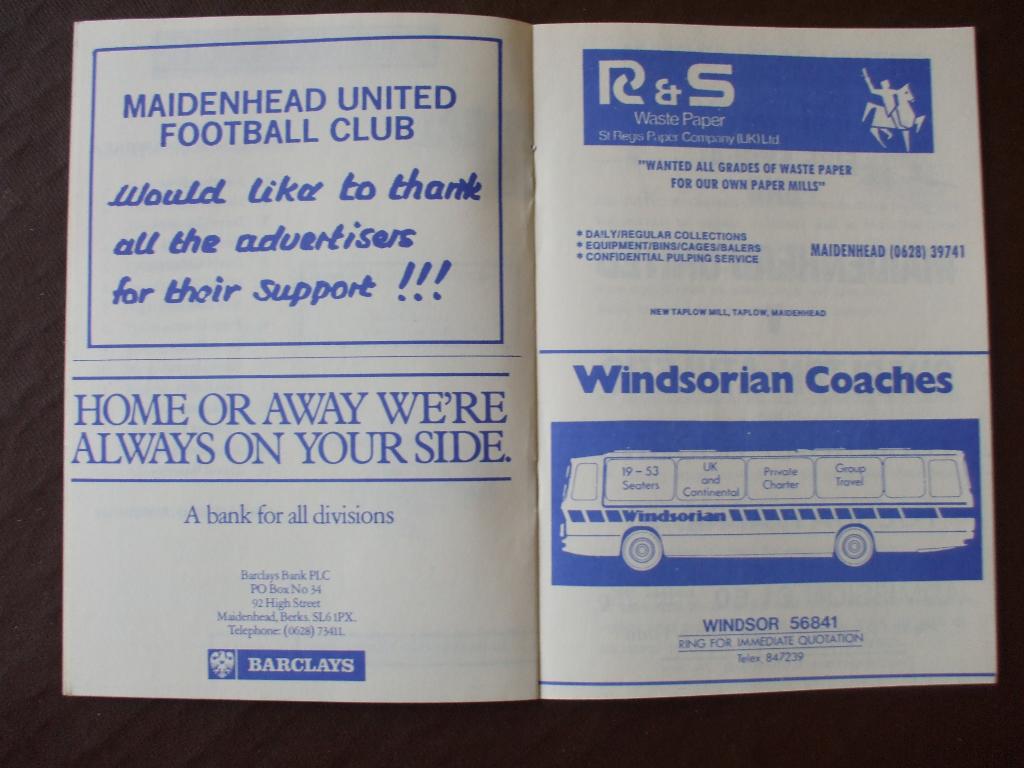 MAIDENHEAD UNITED
FOOTBALL CLUB
Would like to thank
all the advertisers
for their support !!!
HOME OR AWAY WE'RE
ALWAYS ON YOUR SIDE.
A bank for all divisions
Barclays Bank PLC
PO Box No 34
92 High Street
Maidenhead, Berks. SL6 1PX.
Telephone: (0628) 73411.
BARCLAYS
R & S
Waste Paper
St Regis Paper Company (UK) Ltd.
"WANTED ALL GRADES OF WASTE PAPER
FOR OUR OWN PAPER MILLS"
* DAILY/REGULAR COLLECTIONS
* EQUIPMENT/BINS/CAGES/BALERS
* CONFIDENTIAL PULPING SERVICE
MAIDENHEAD (0628) 39741
NEW TAPLOW MILL, TAPLOW, MAIDENHEAD
Windsorian Coaches
19 – 53
Seaters
UK
and
Continental
Private
Charter
Group
Travel
Windsorian
WINDSOR 56841
RING FOR IMMEDIATE QUOTATION
Telex 847239